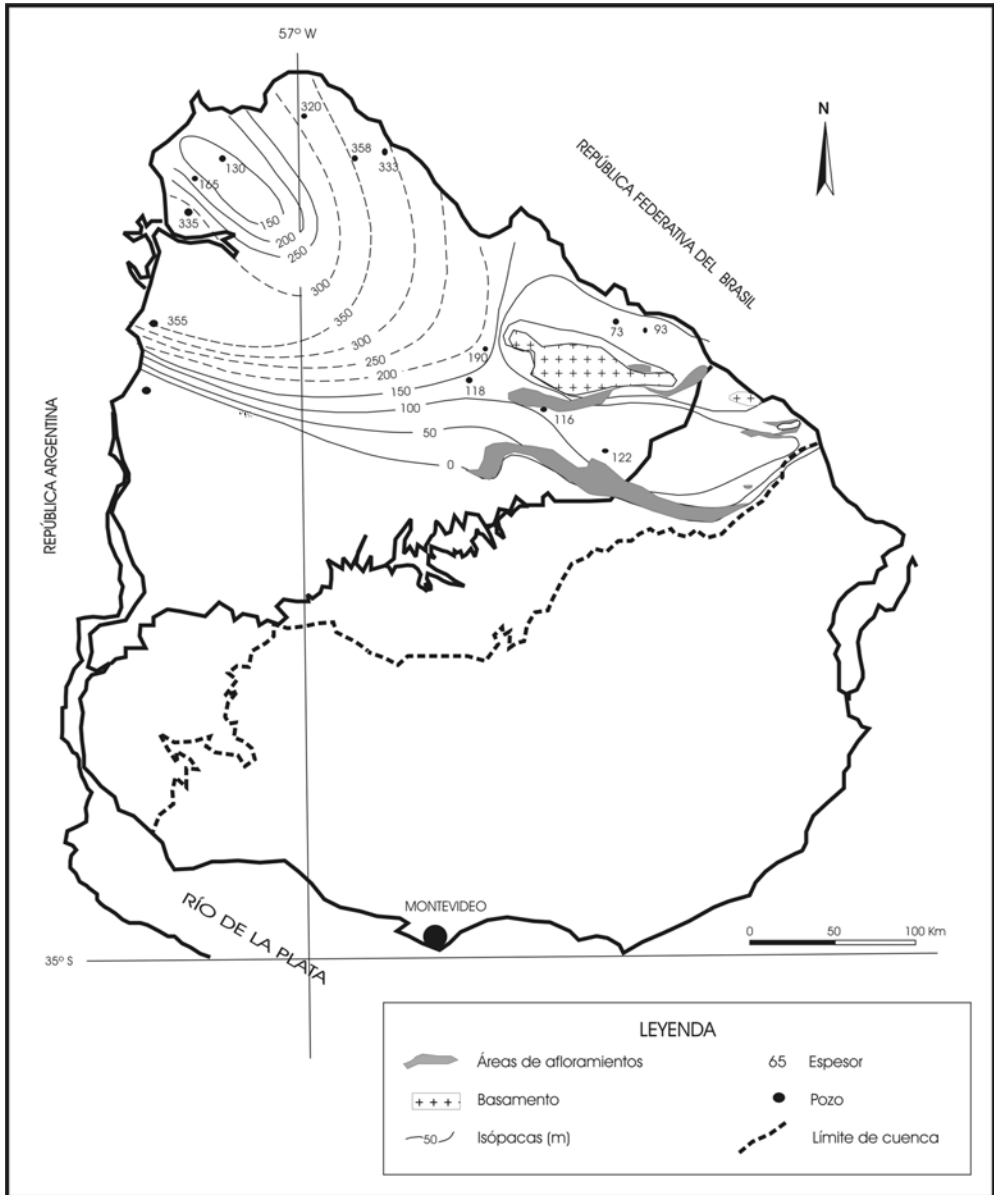 57º W
N
320
358
333
130
165
335
150
200
250
300
350
300
250
200
150
100
50
0
355
190
118
116
122
73
93
REPÚBLICA FEDERATIVA DEL BRASIL
REPÚBLICA ARGENTINA
RÍO DE LA PLATA
MONTEVIDEO
0 50 100 Km
35º S
LEYENDA
Áreas de afloramientos
65 Espesor
Basamento
Pozo
50 Isópacas (m)
Límite de cuenca